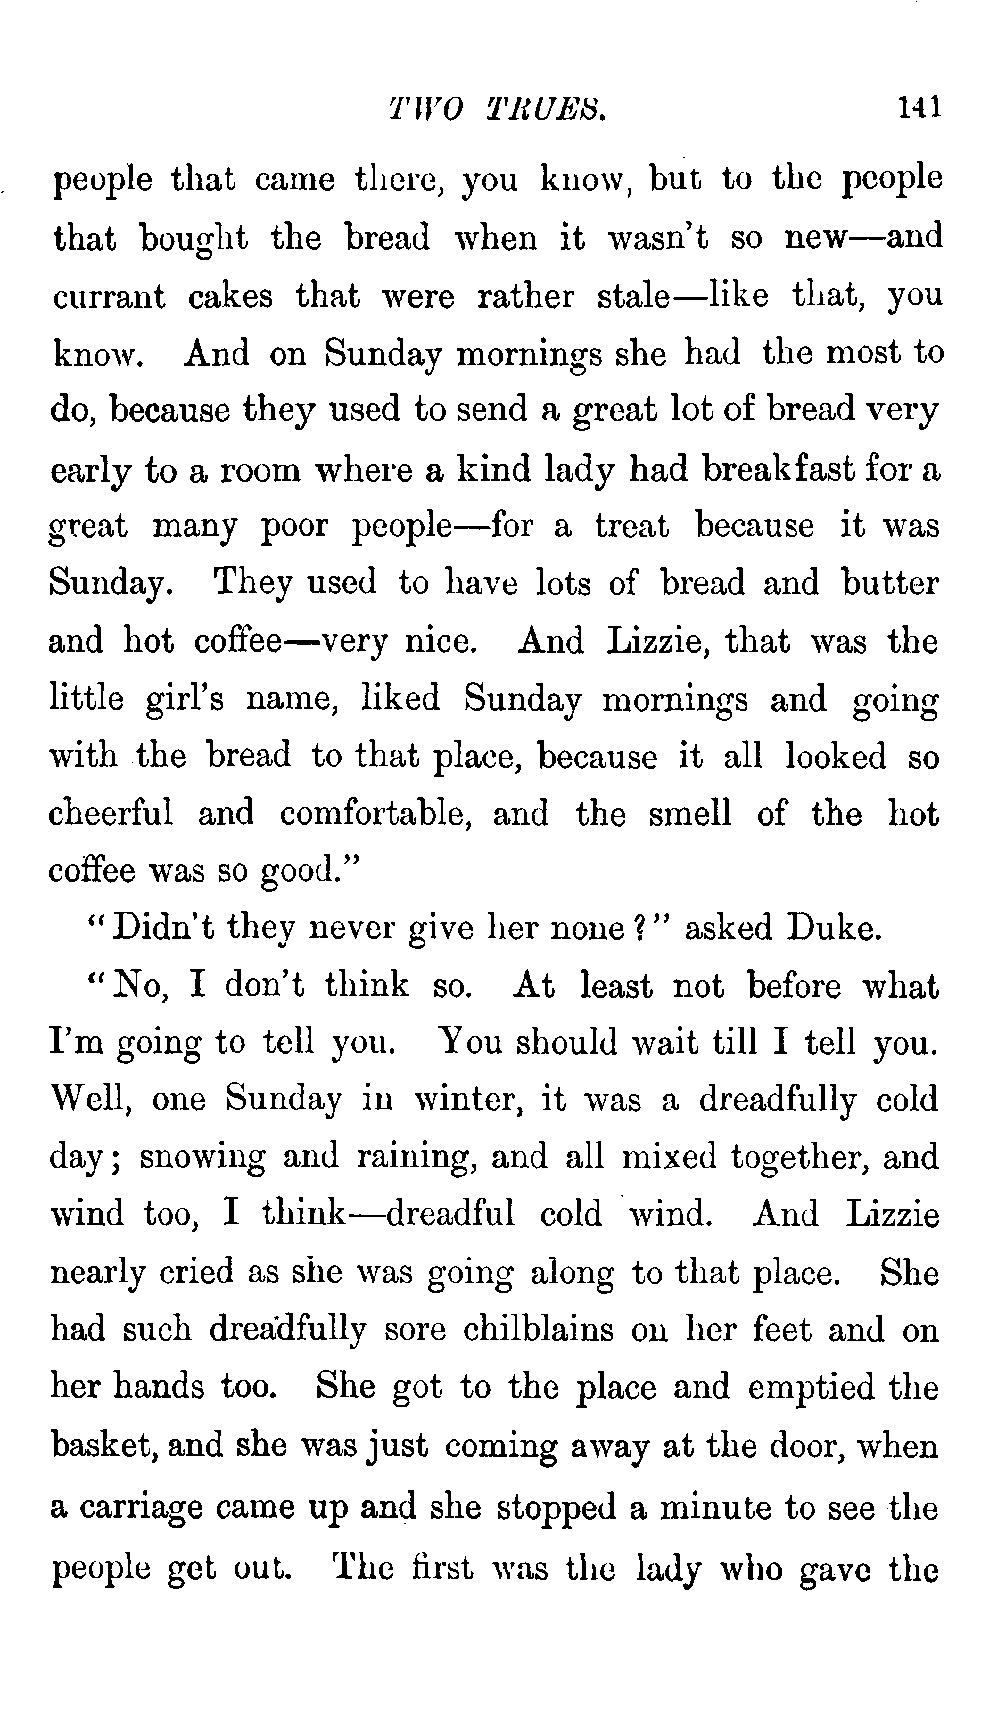 TWO TRUES. 141
people that came there, you know, but to the people
that bought the bread when it wasn't so new—and
currant cakes that were rather stale—like that, you
know. And on Sunday mornings she had the most to
do, because they used to send a great lot of bread very
early to a room where a kind lady had breakfast for a
great many poor people—for a treat because it was
Sunday. They used to have lots of bread and butter
and hot coffee—very nice. And Lizzie, that was the
little girl's name, liked Sunday mornings and going
with the bread to that place, because it all looked so
cheerful and comfortable, and the smell of the hot
coffee was so good."
"Didn't they never give her none?" asked Duke.
"No, I don't think so. At least not before what
I'm going to tell you. You should wait till I tell you.
Well, one Sunday in winter, it was a dreadfully cold
day; snowing and raining, and all mixed together, and
wind too, I think—dreadful cold wind. And Lizzie
nearly cried as she was going along to that place. She
had such dreadfully sore chilblains on her feet and on
her hands too. She got to the place and emptied the
basket, and she was just coming away at the door, when
a carriage came up and she stopped a minute to see the
people get out. The first was the lady who gave the